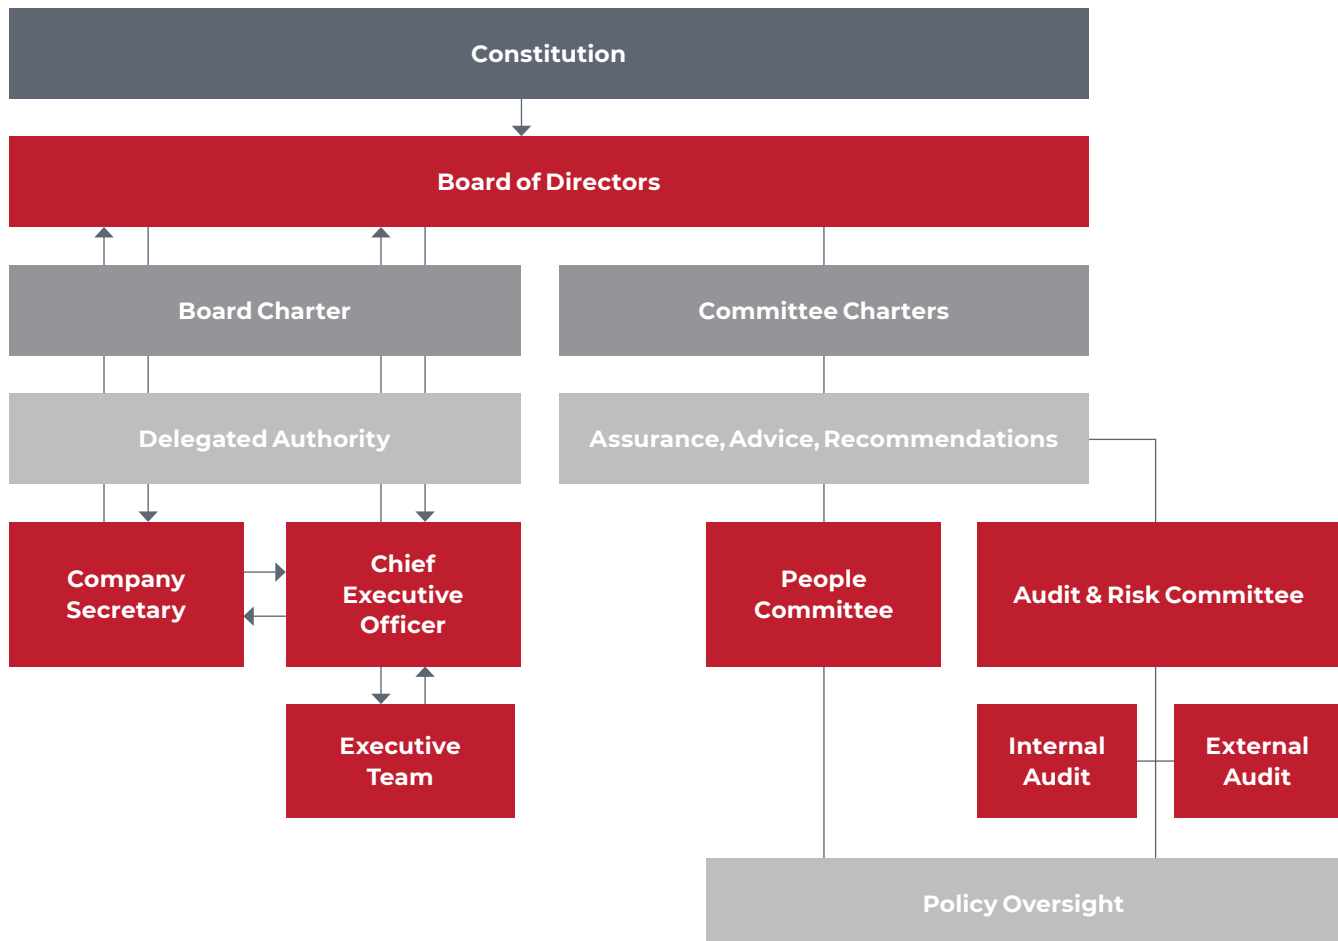 Constitution
Board of Directors
Board Charter
Committee Charters
Delegated Authority
Assurance, Advice, Recommendations
Company
Secretary
Chief
Executive
Officer
People
Committee
Audit & Risk Committee
Executive
Team
Internal
Audit
External
Audit
Policy Oversight